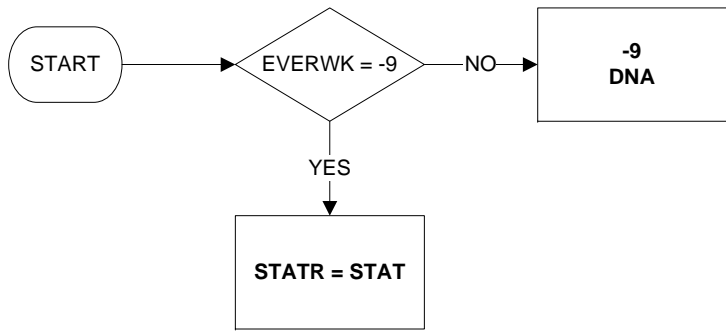 START
EVERWK = -9
NO
-9
DNA
YES
STATR = STAT